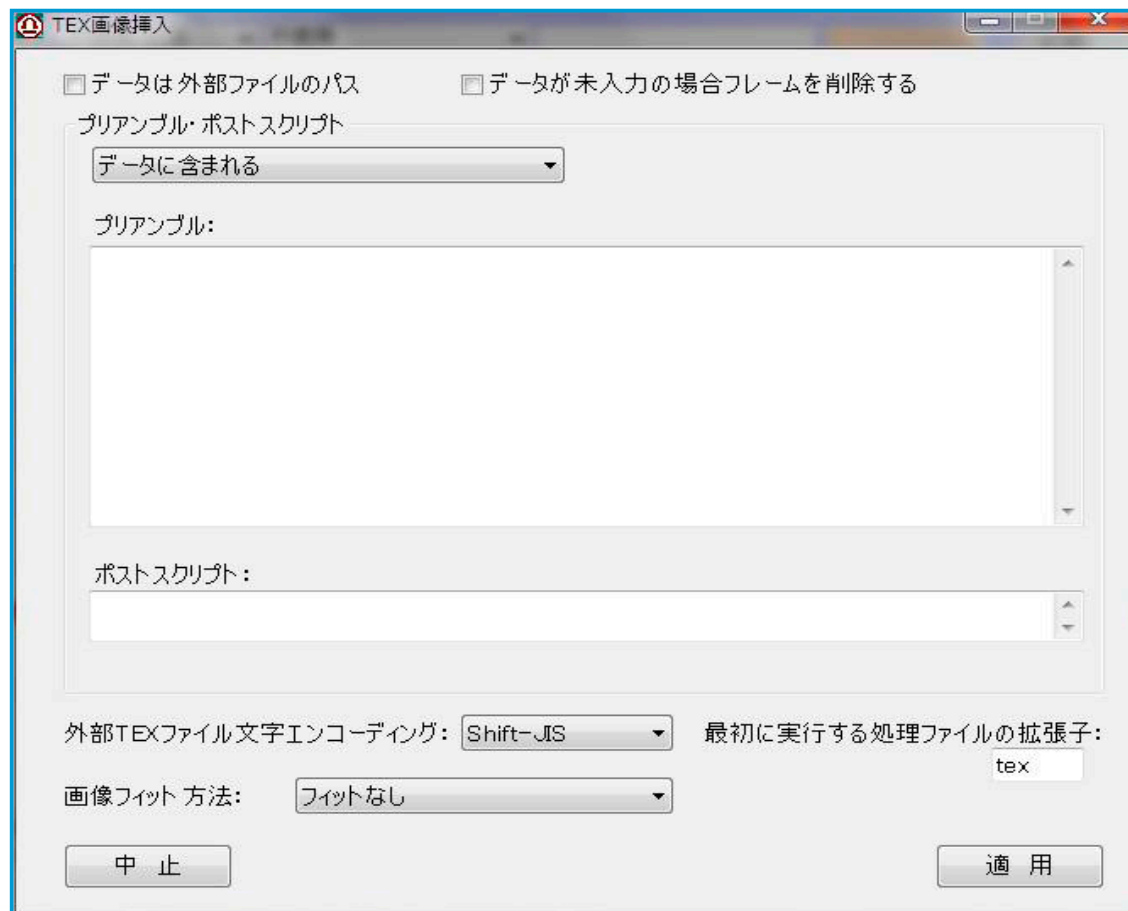 TEX画像挿入
データは外部ファイルのパス
データが未入力の場合フレームを削除する
プリアンブル・ポストスクリプト
データに含まれる
プリアンブル:
ポストスクリプト:
外部TEXファイル文字エンコーディング: Shift-JIS
最初に実行する処理ファイルの拡張子:
tex
画像フィット方法: フィットなし
中 止
適 用